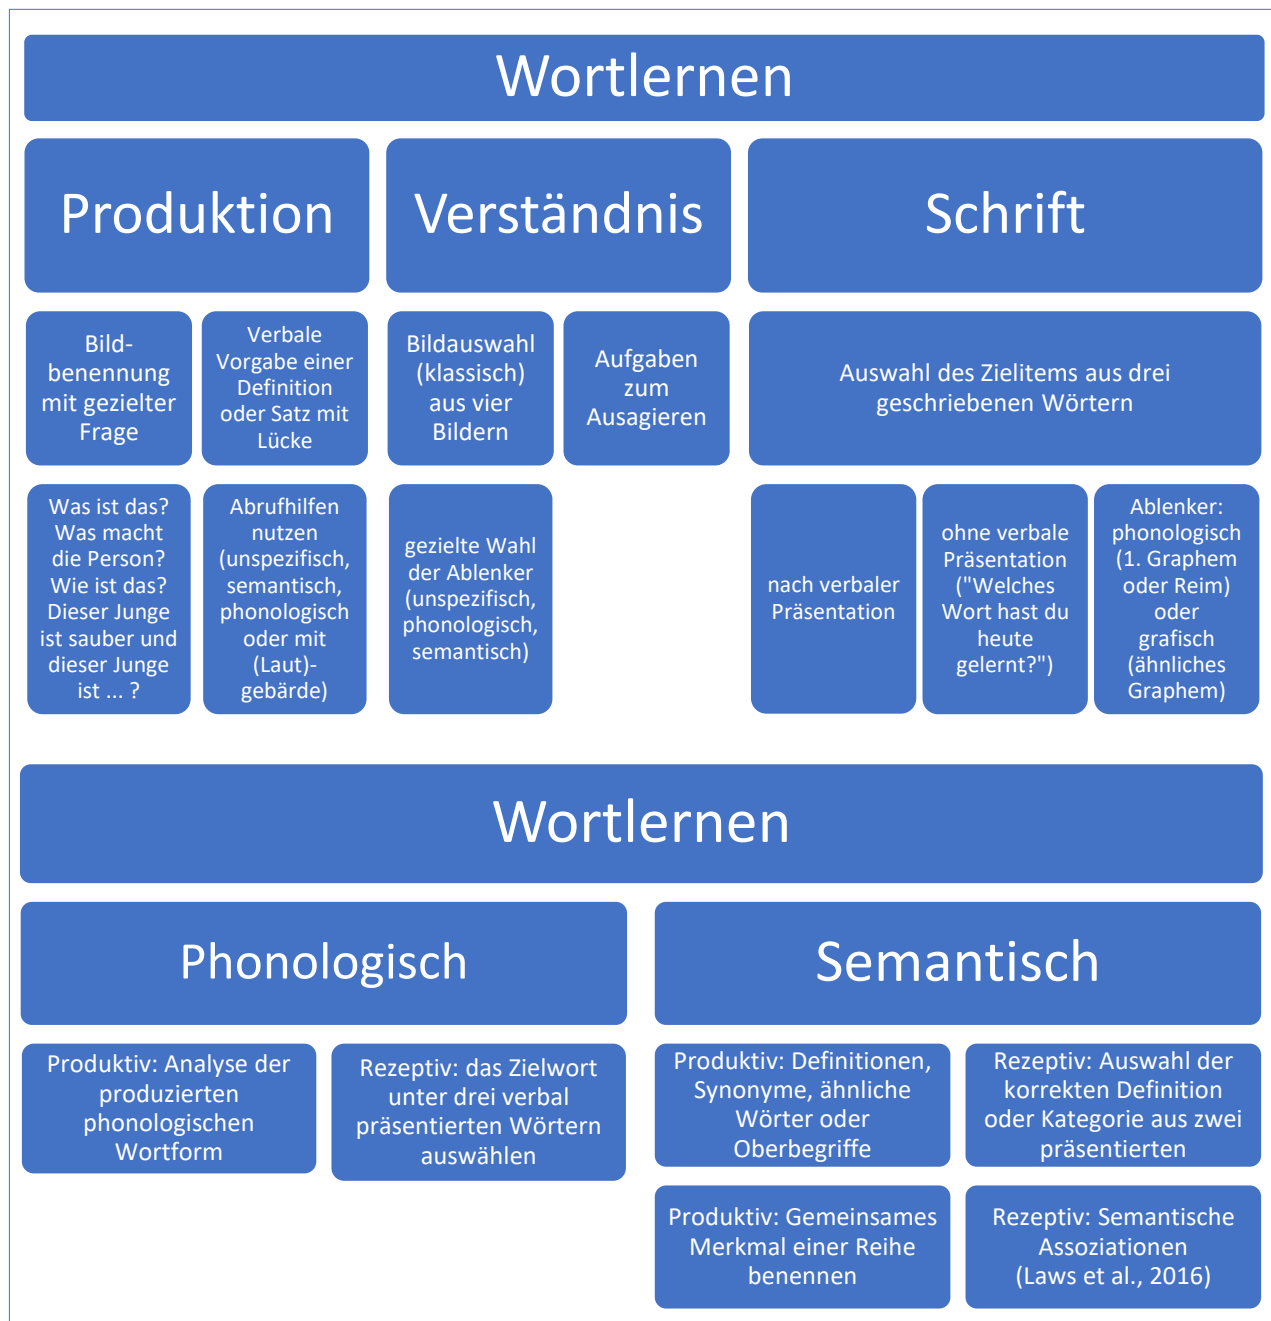 Wortlernen
Produktion
Verständnis
Schrift
Bild-
benennung
mit gezielter
Frage
Verbale
Vorgabe einer
Definition
oder Satz mit
Lücke
Bildauswahl
(klassisch)
aus vier
Bildern
Aufgaben
zum
Ausagieren
Auswahl des Zielitems aus drei
geschriebenen Wörtern
Was ist das?
Was macht
die Person?
Wie ist das?
Dieser Junge
ist sauber und
dieser Junge
ist ... ?
Abrufhilfen
nutzen
(unspezifisch,
semantisch,
phonologisch
oder mit
(Laut)-
gebärde)
gezielte Wahl
der Ablenker
(unspezifisch,
phonologisch,
semantisch)
nach verbaler
Präsentation
ohne verbale
Präsentation
("Welches
Wort hast du
heute
gelernt?")
Ablenker:
phonologisch
(1. Graphem
oder Reim)
oder
grafisch
(ähnliches
Graphem)
Wortlernen
Phonologisch
Semantisch
Produktiv: Analyse der
produzierten
phonologischen
Wortform
Rezeptiv: das Zielwort
unter drei verbal
präsentierten Wörtern
auswählen
Produktiv: Definitionen,
Synonyme, ähnliche
Wörter oder
Oberbegriffe
Rezeptiv: Auswahl der
korrekten Definition
oder Kategorie aus zwei
präsentierten
Produktiv: Gemeinsames
Merkmal einer Reihe
benennen
Rezeptiv: Semantische
Assoziationen
(Laws et al., 2016)